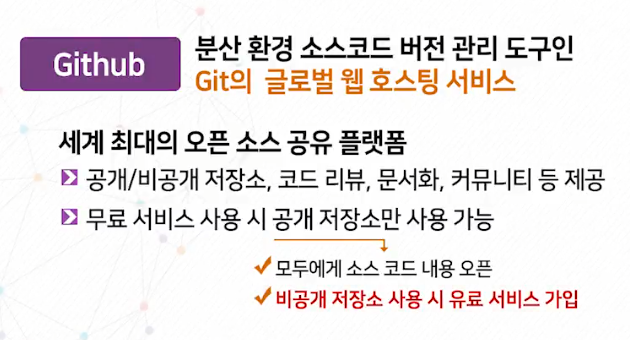 Github
분산 환경 소스코드 버전 관리 도구인
Git의 글로벌 웹 호스팅 서비스
세계 최대의 오픈 소스 공유 플랫폼
공개/비공개 저장소, 코드 리뷰, 문서화, 커뮤니티 등 제공
무료 서비스 사용 시 공개 저장소만 사용 가능
모두에게 소스 코드 내용 오픈
비공개 저장소 사용 시 유료 서비스 가입